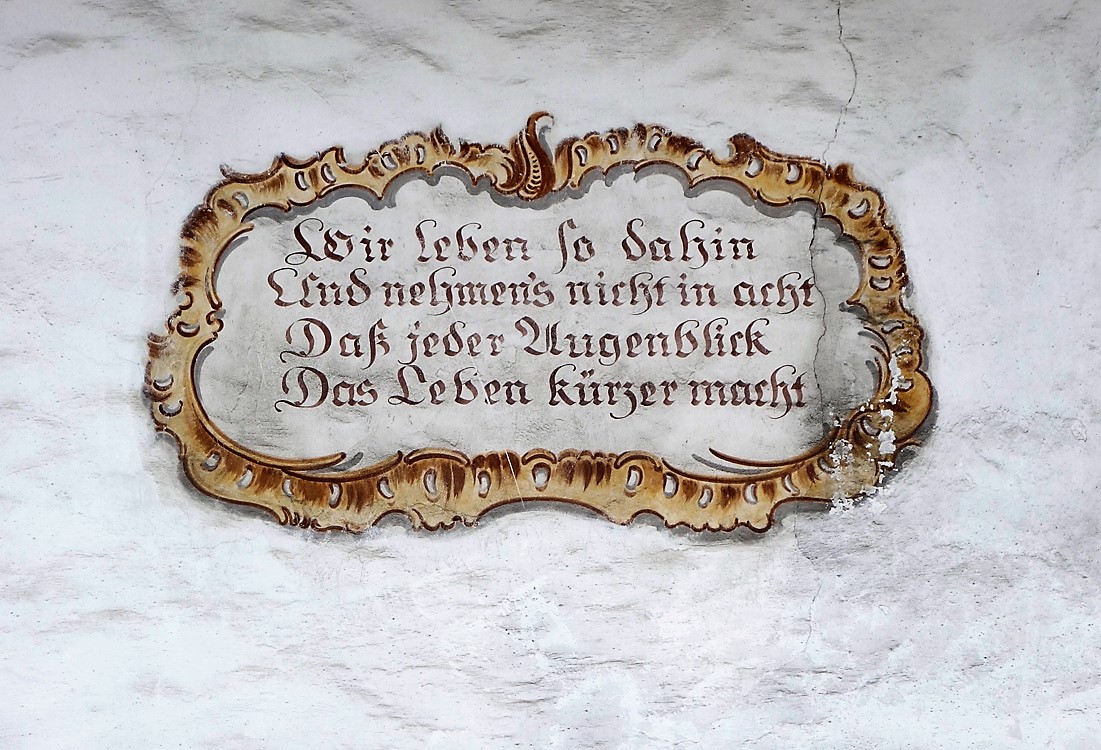 Wir leben so dahin
Und nehmen's nicht in acht
Daß jeder Augenblick
Das Leben kürzer macht